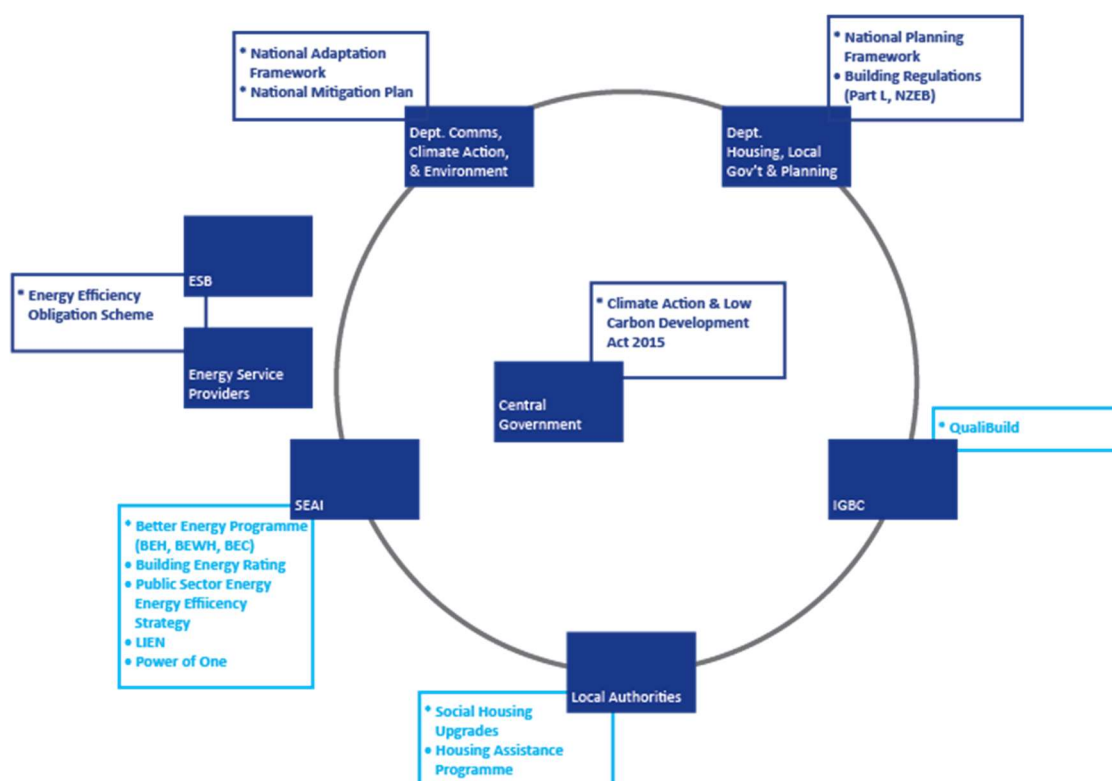 * National Adaptation
Framework
• National Mitigation Plan
* National Planning
Framework
• Building Regulations
(Part L, NZEB)
Dept. Comms,
Climate Action,
& Environment
Dept.
Housing, Local
Gov't & Planning
ESB
* Energy Efficiency
Obligation Scheme
Energy Service
Providers
* Climate Action & Low
Carbon Development
Act 2015
Central
Government
* QualiBuild
SEAI
IGBC
* Better Energy Programme
(BEH, BEWH, BEC)
• Building Energy Rating
• Public Sector Energy
Energy Effiicency
Strategy
• LIEN
• Power of One
Local Authorities
* Social Housing
Upgrades
• Housing Assistance
Programme